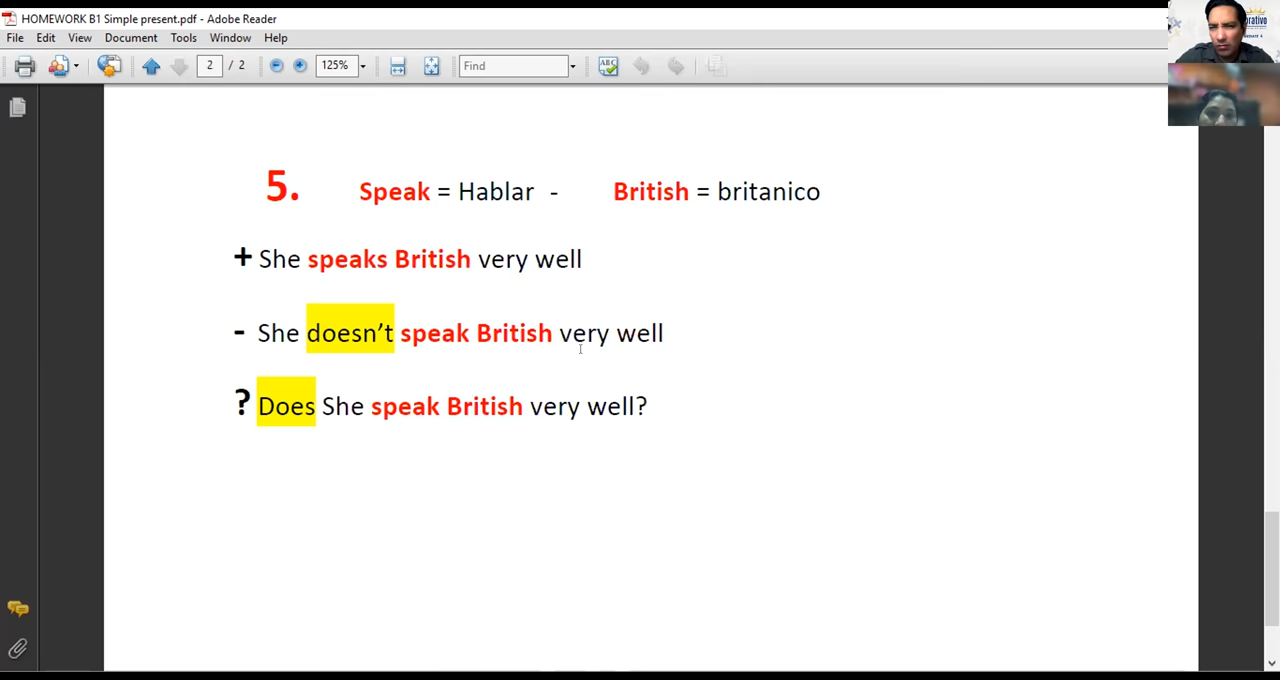 HOMEWORK B1 Simple present.pdf - Adobe Reader
File Edit View Document Tools Window Help
2 / 2 125% Find
ABC
5. Speak = Hablar - British = britanico
+ She speaks British very well
- She doesn’t speak British very well
? Does She speak British very well?